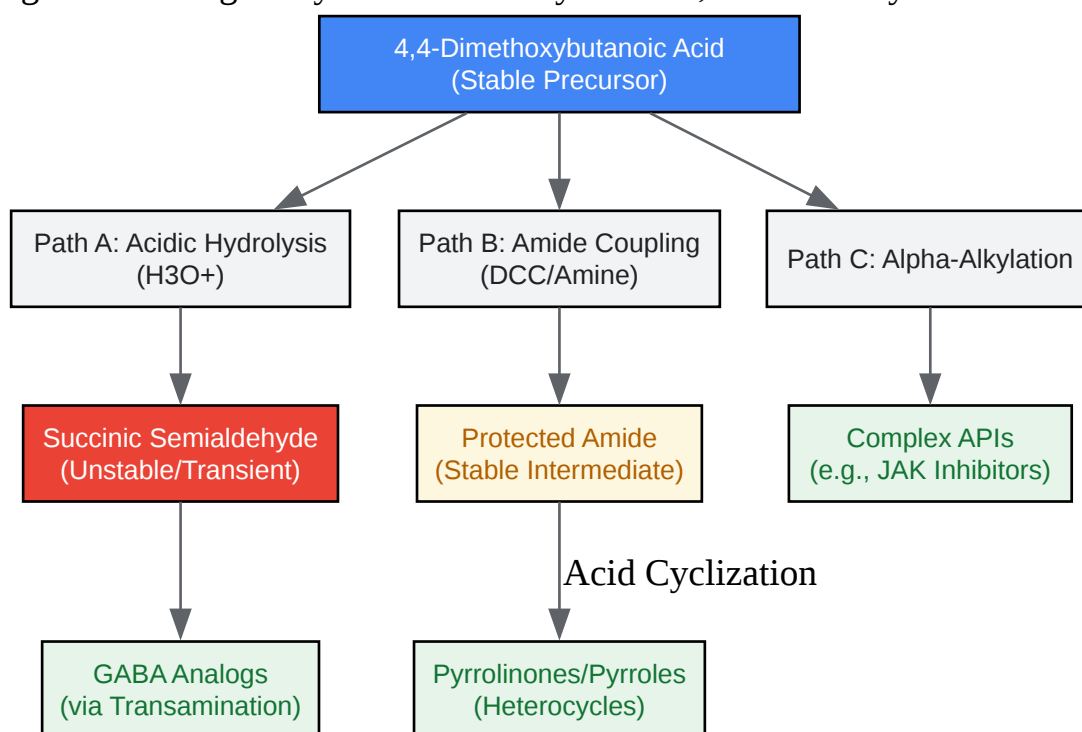 4,4-Dimethoxybutanoic Acid
(Stable Precursor)
Path A: Acidic Hydrolysis
(H3O+)
Path B: Amide Coupling
(DCC/Amine)
Path C: Alpha-Alkylation
Succinic Semialdehyde
(Unstable/Transient)
Protected Amide
(Stable Intermediate)
Complex APIs
(e.g., JAK Inhibitors)
Acid Cyclization
GABA Analogs
(via Transamination)
Pyrrolinones/Pyrroles
(Heterocycles)